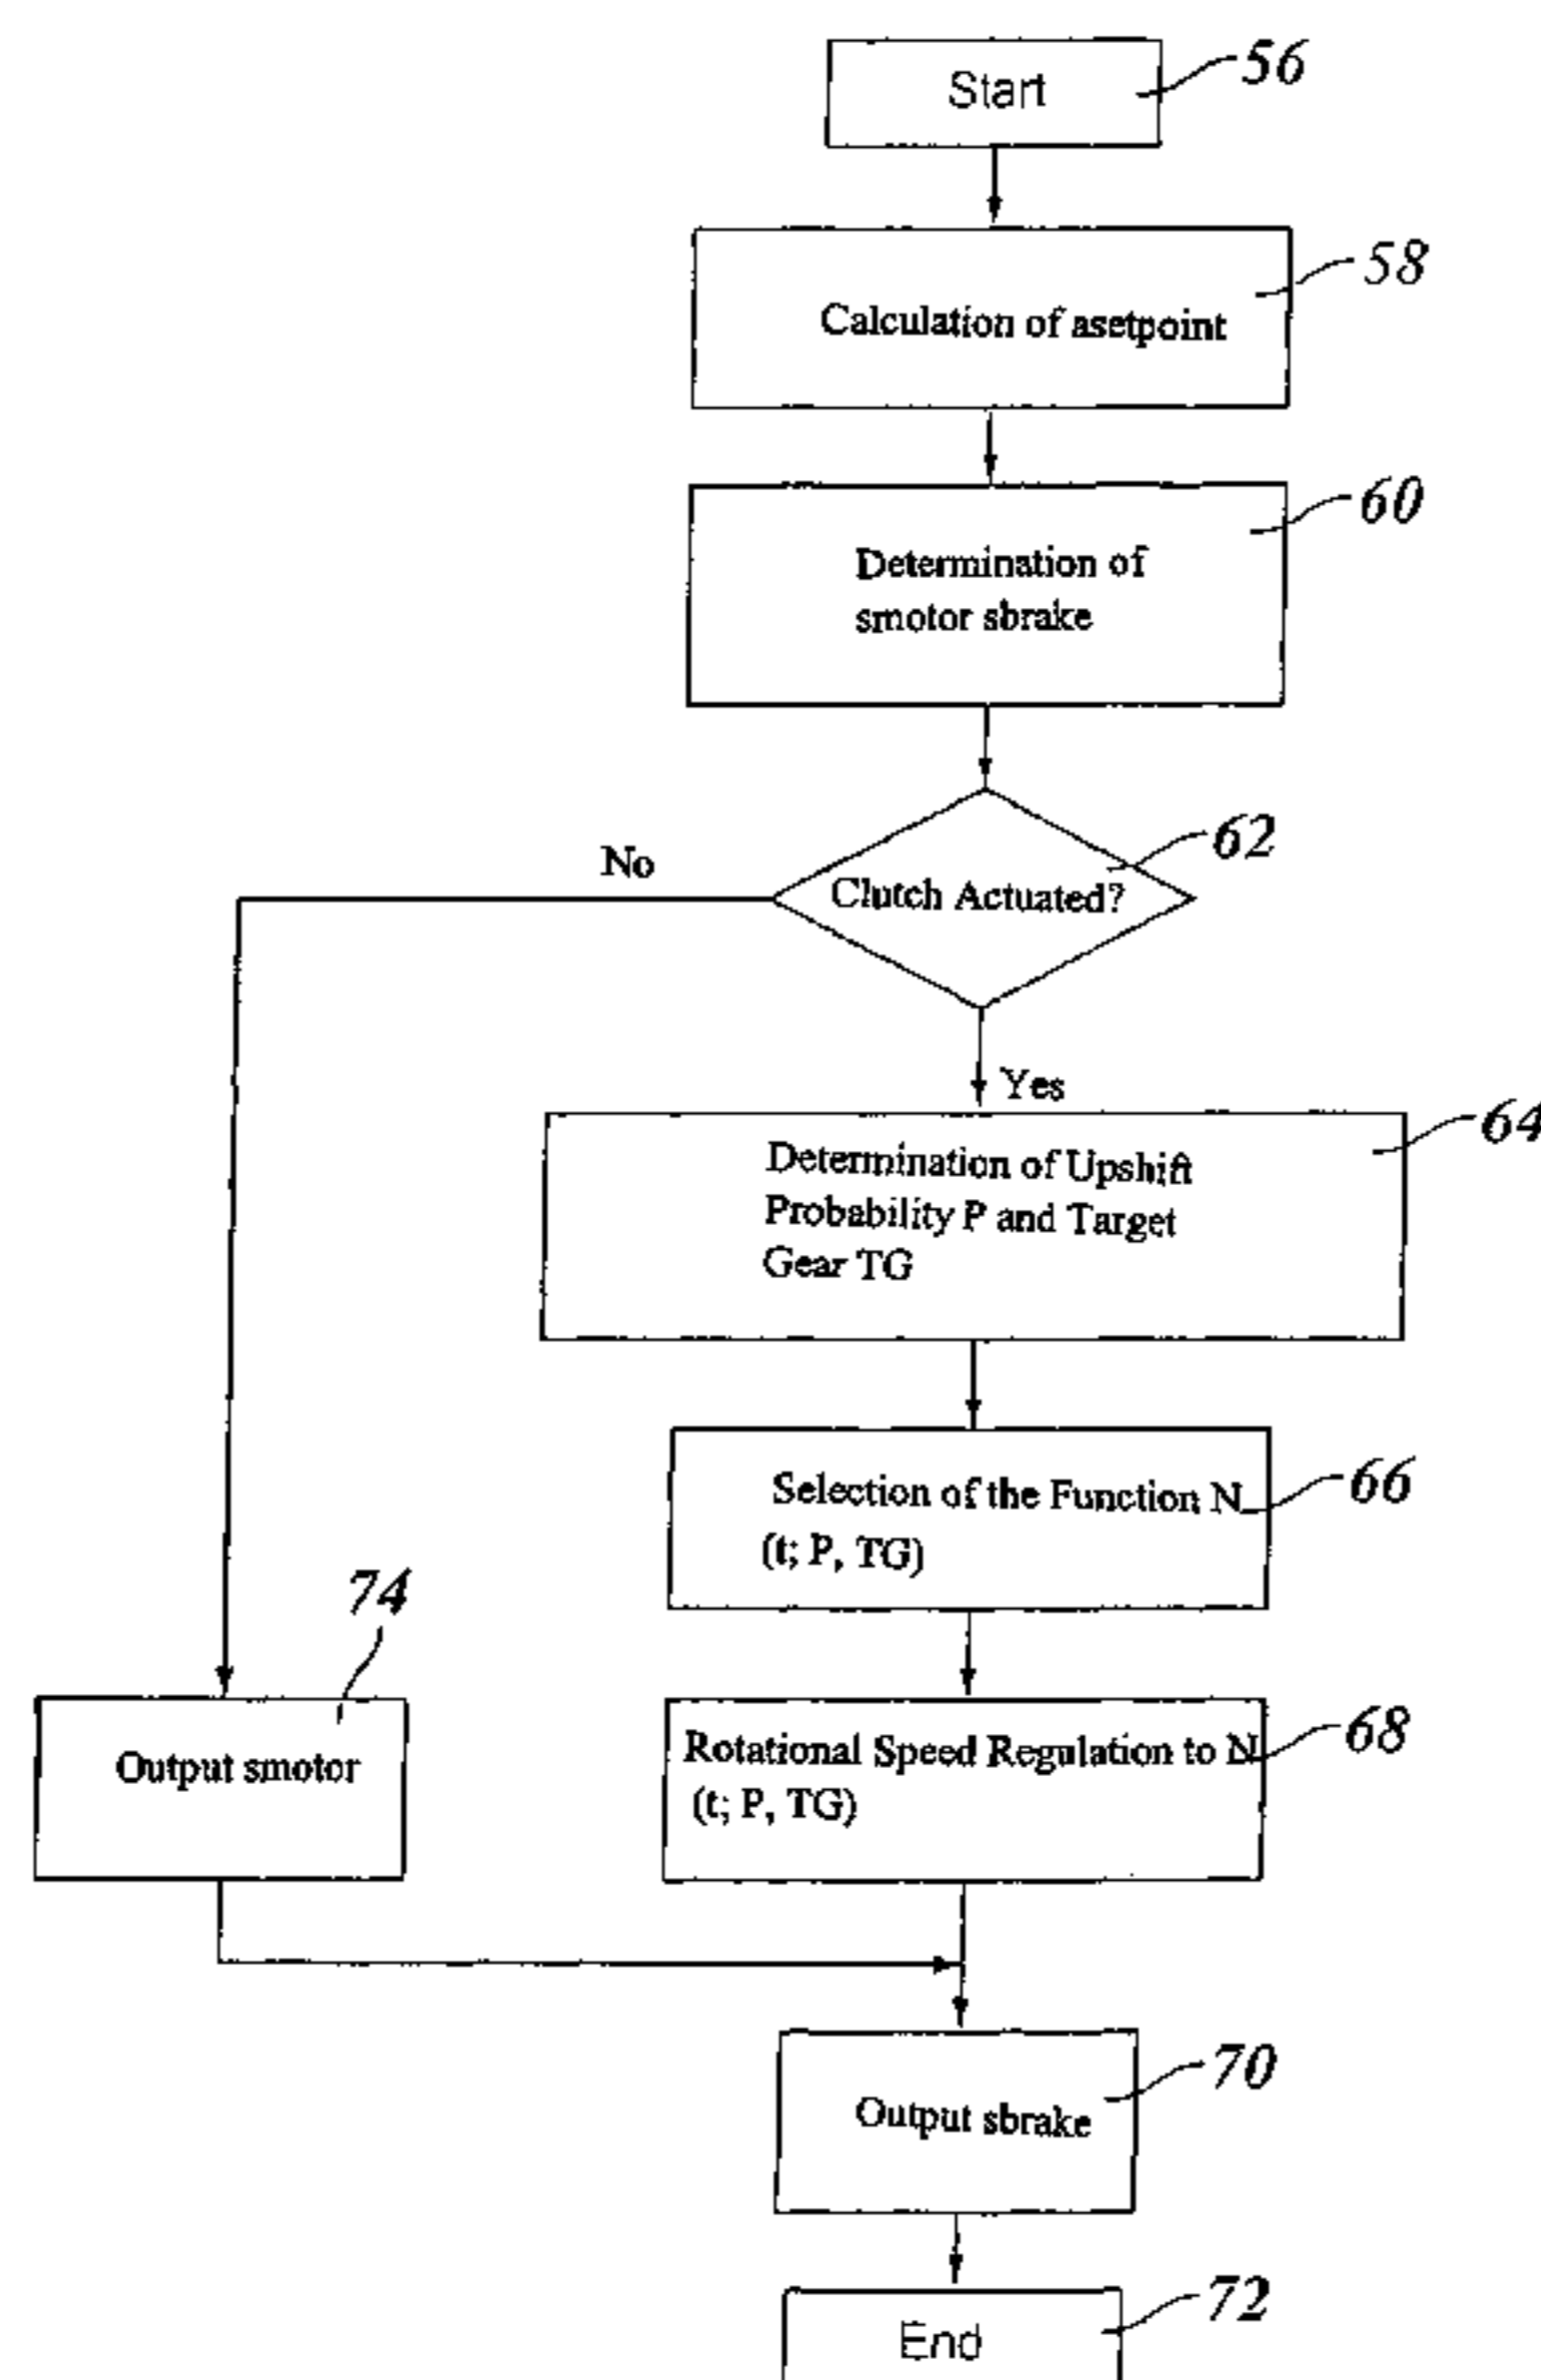 Start
56
Calculation of asetpoint
58
Determination of
smotor sbrake
60
Clutch Actuated?
62
No
Yes
Determination of Upshift
Probability P and Target
Gear TG
64
Selection of the Function N
(t; P, TG)
66
74
Output smotor
Rotational Speed Regulation to N
(t; P, TG)
68
Output sbrake
70
End
72